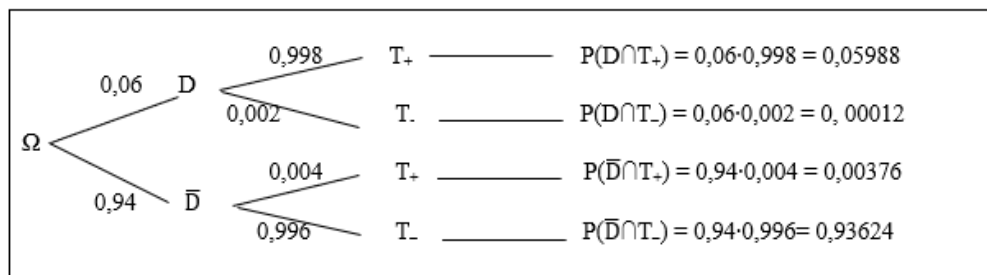 0,998 T₊ P(D∩T₊) = 0,06·0,998 = 0,05988
0,06 D
0,002 T₋ P(D∩T₋) = 0,06·0,002 = 0, 00012
Ω
0,004 T₊ P(D̅∩T₊) = 0,94·0,004 = 0,00376
0,94 D̅
0,996 T₋ P(D̅∩T₋) = 0,94·0,996= 0,93624